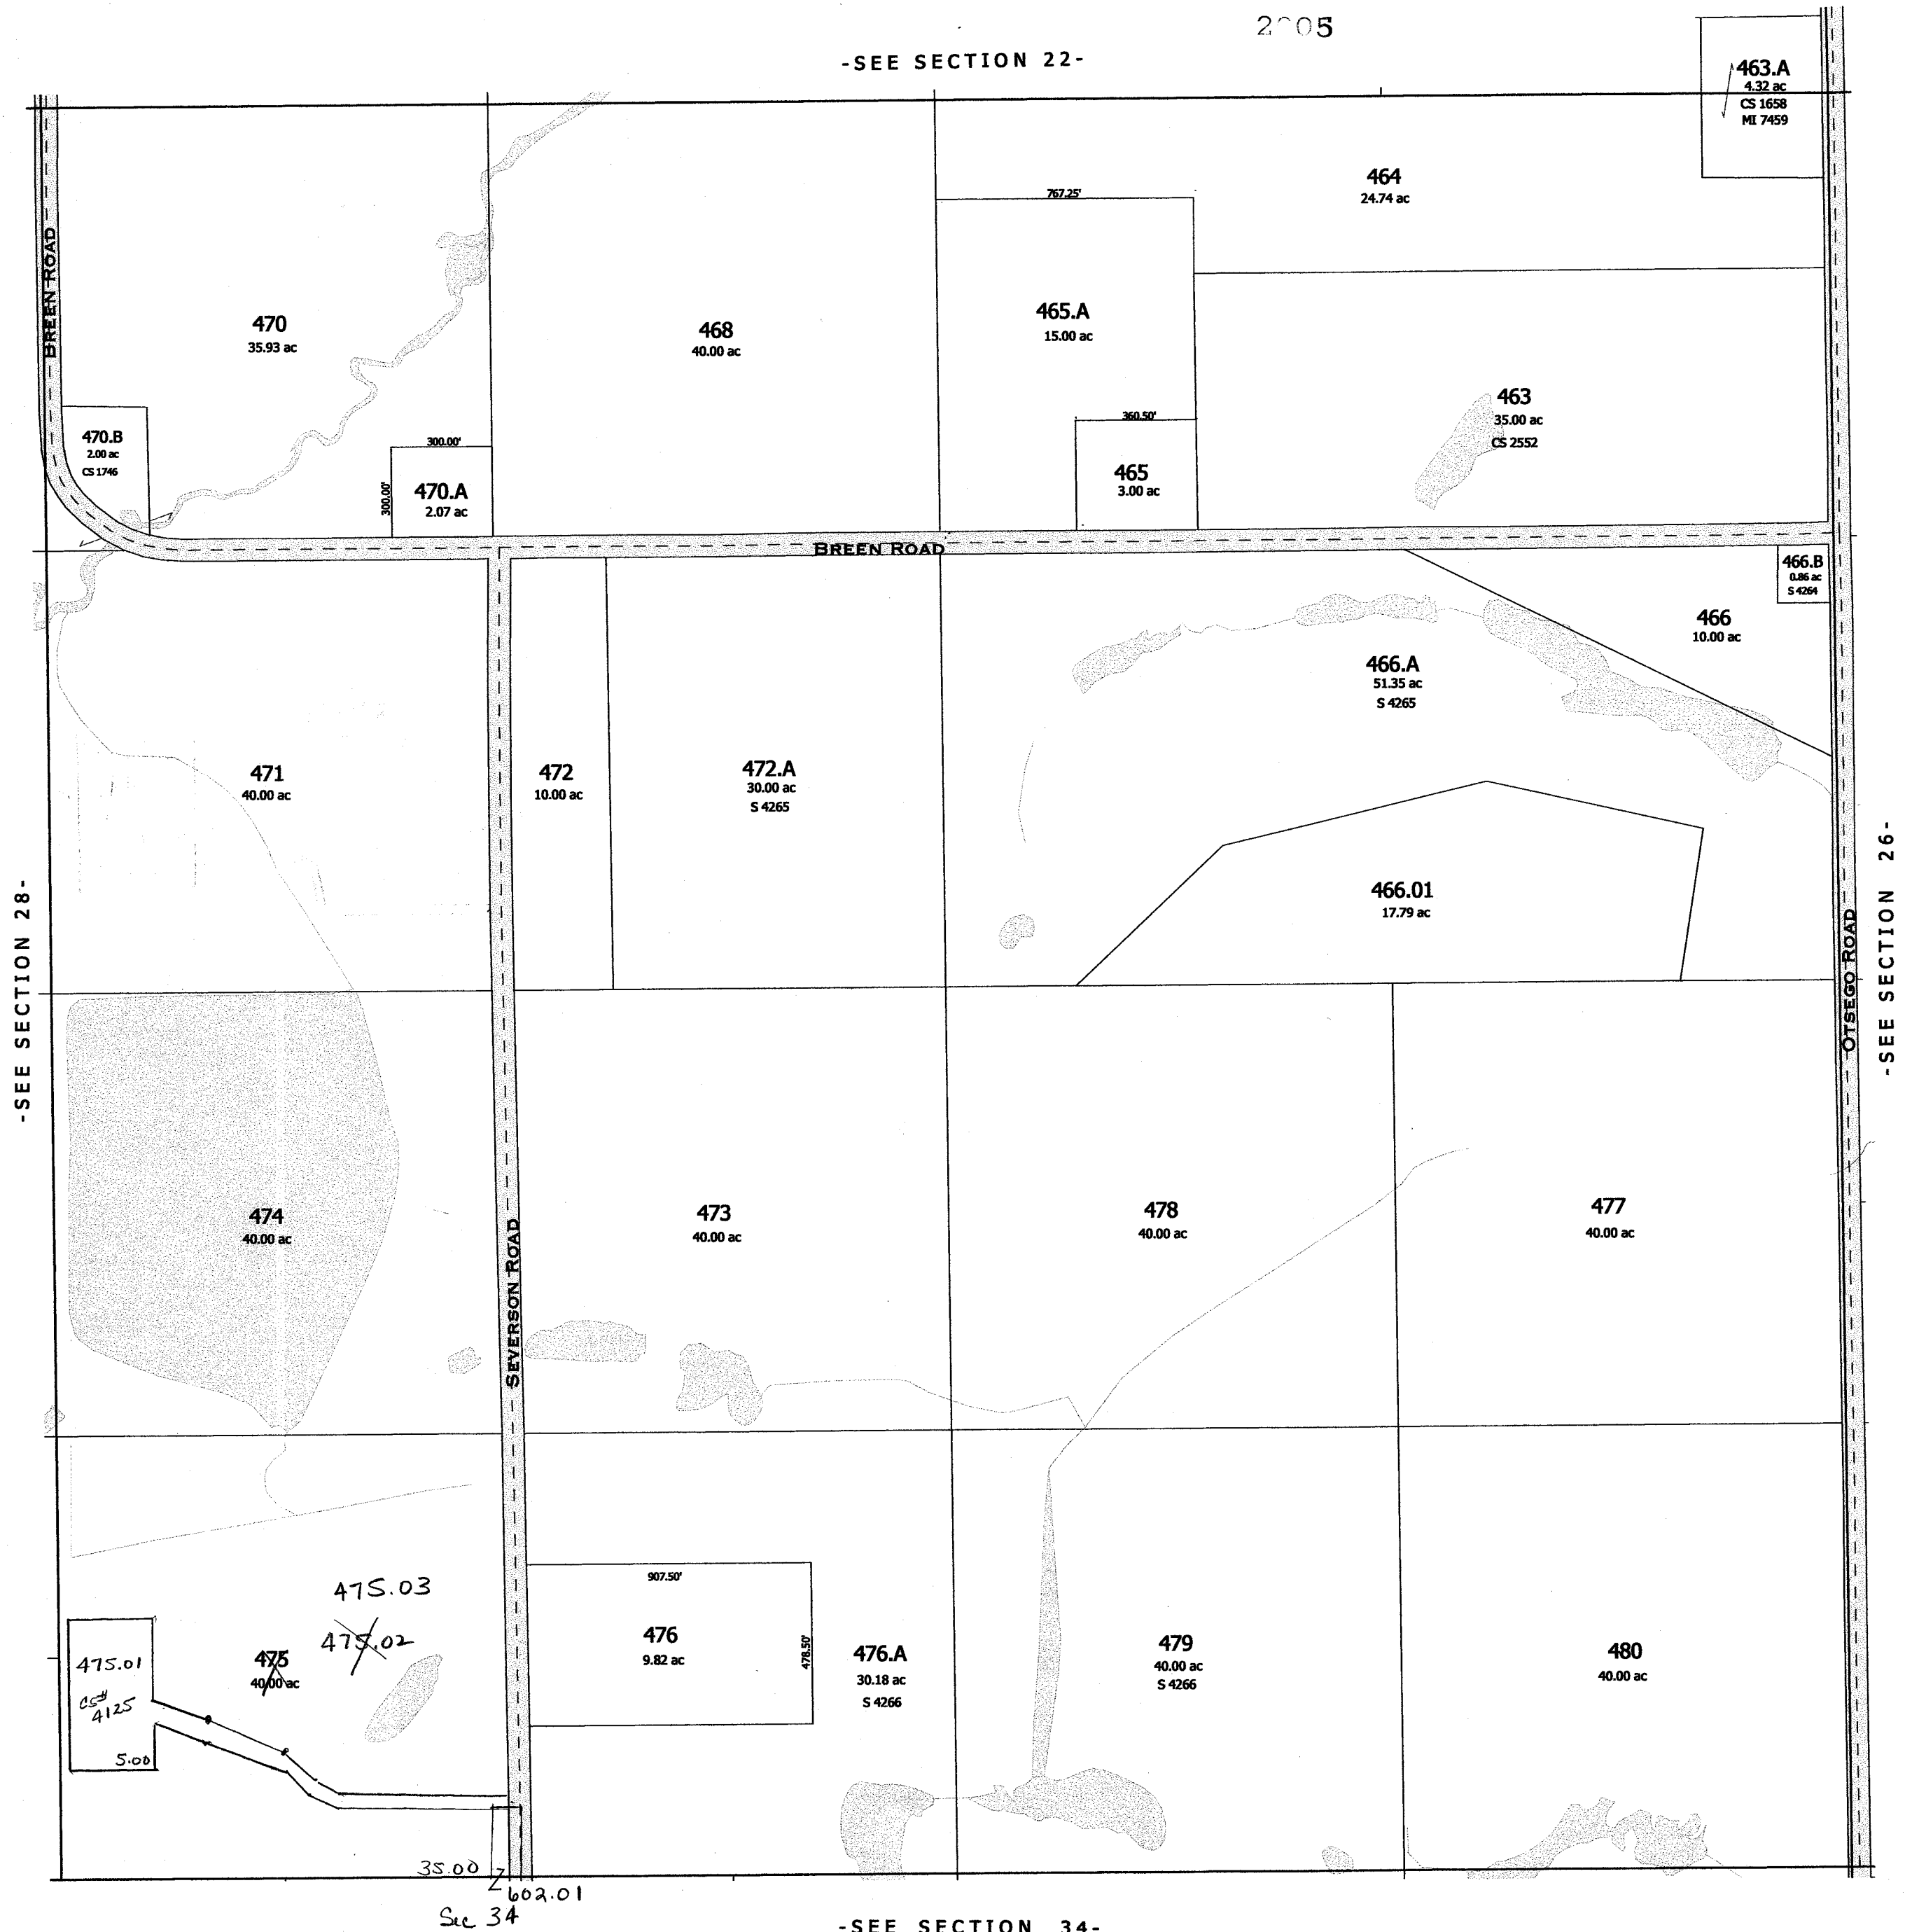 2005
-SEE SECTION 22-
463.A
4.32 ac
CS 1658
MI 7459
464
24.74 ac
767.25'
BREEN ROAD
470
35.93 ac
468
40.00 ac
465.A
15.00 ac
463
35.00 ac
CS 2552
360.50'
465
3.00 ac
470.B
2.00 ac
CS 1746
300.00'
300.00'
470.A
2.07 ac
BREEN ROAD
466.B
0.86 ac
S 4264
466
10.00 ac
466.A
51.35 ac
S 4265
471
40.00 ac
472
10.00 ac
472.A
30.00 ac
S 4265
466.01
17.79 ac
-SEE SECTION 28-
OTSEGO ROAD
-SEE SECTION 26-
474
40.00 ac
SEVERSON ROAD
473
40.00 ac
478
40.00 ac
477
40.00 ac
475.03
475.02
475
40.00 ac
475.01
CS#
4125
5.00
907.50'
478.50'
476
9.82 ac
476.A
30.18 ac
S 4266
479
40.00 ac
S 4266
480
40.00 ac
35.00
602.01
Sec 34
-SEE SECTION 34-